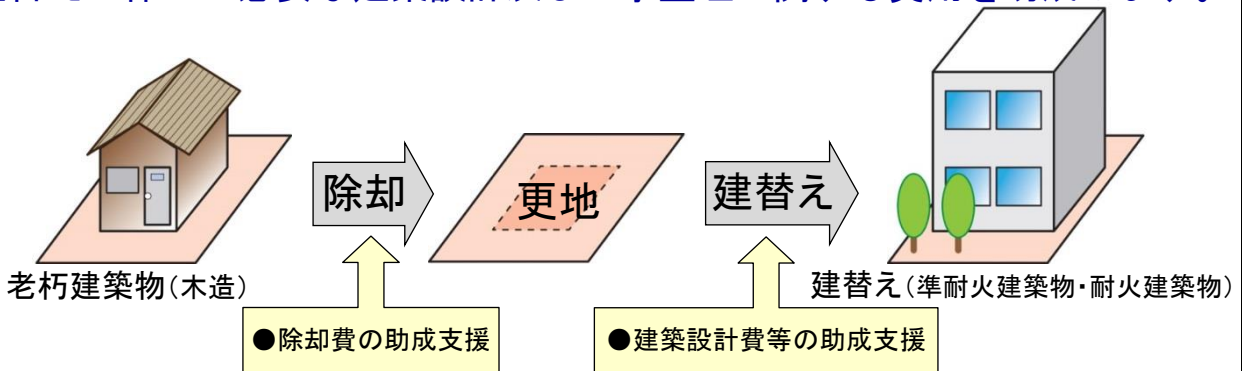 除却
更地
建替え
老朽建築物(木造)
建替え(準耐火建築物・耐火建築物)
●除却費の助成支援
●建築設計費等の助成支援